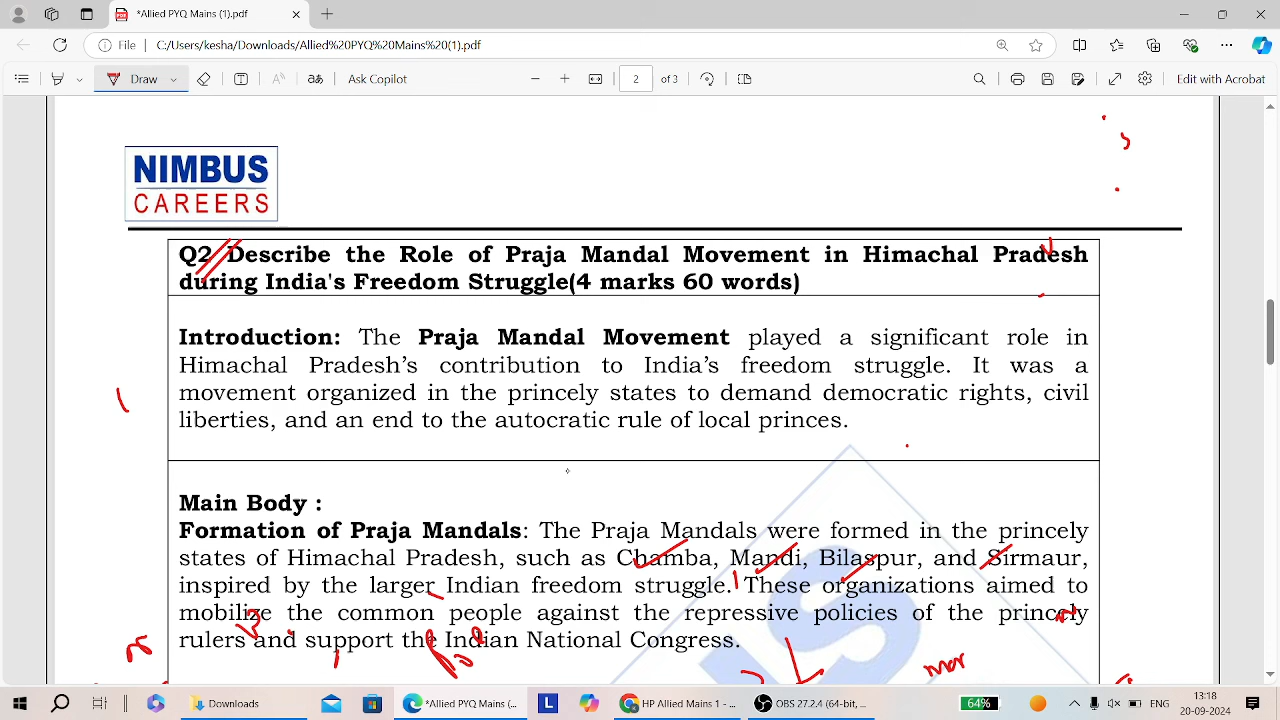 *Allied PYQ Mains (1).pdf
File C:/Users/kesha/Downloads/Allied%20PYQ%20Mains%20(1).pdf
Draw Ask Copilot 2 of 3 Edit with Acrobat
NIMBUS
CAREERS
Q2 Describe the Role of Praja Mandal Movement in Himachal Pradesh
during India's Freedom Struggle(4 marks 60 words)
Introduction: The Praja Mandal Movement played a significant role in
Himachal Pradesh’s contribution to India’s freedom struggle. It was a
movement organized in the princely states to demand democratic rights, civil
liberties, and an end to the autocratic rule of local princes.
Main Body :
Formation of Praja Mandals: The Praja Mandals were formed in the princely
states of Himachal Pradesh, such as Chamba, Mandi, Bilaspur, and Sirmaur,
inspired by the larger Indian freedom struggle. These organizations aimed to
mobilize the common people against the repressive policies of the princely
rulers and support the Indian National Congress.
Download: *Allied PYQ Mains (... HP Allied Mains 1 - ... OBS 27.2.4 (64-bit, ... 64% ENG 13:18
20-09-2024